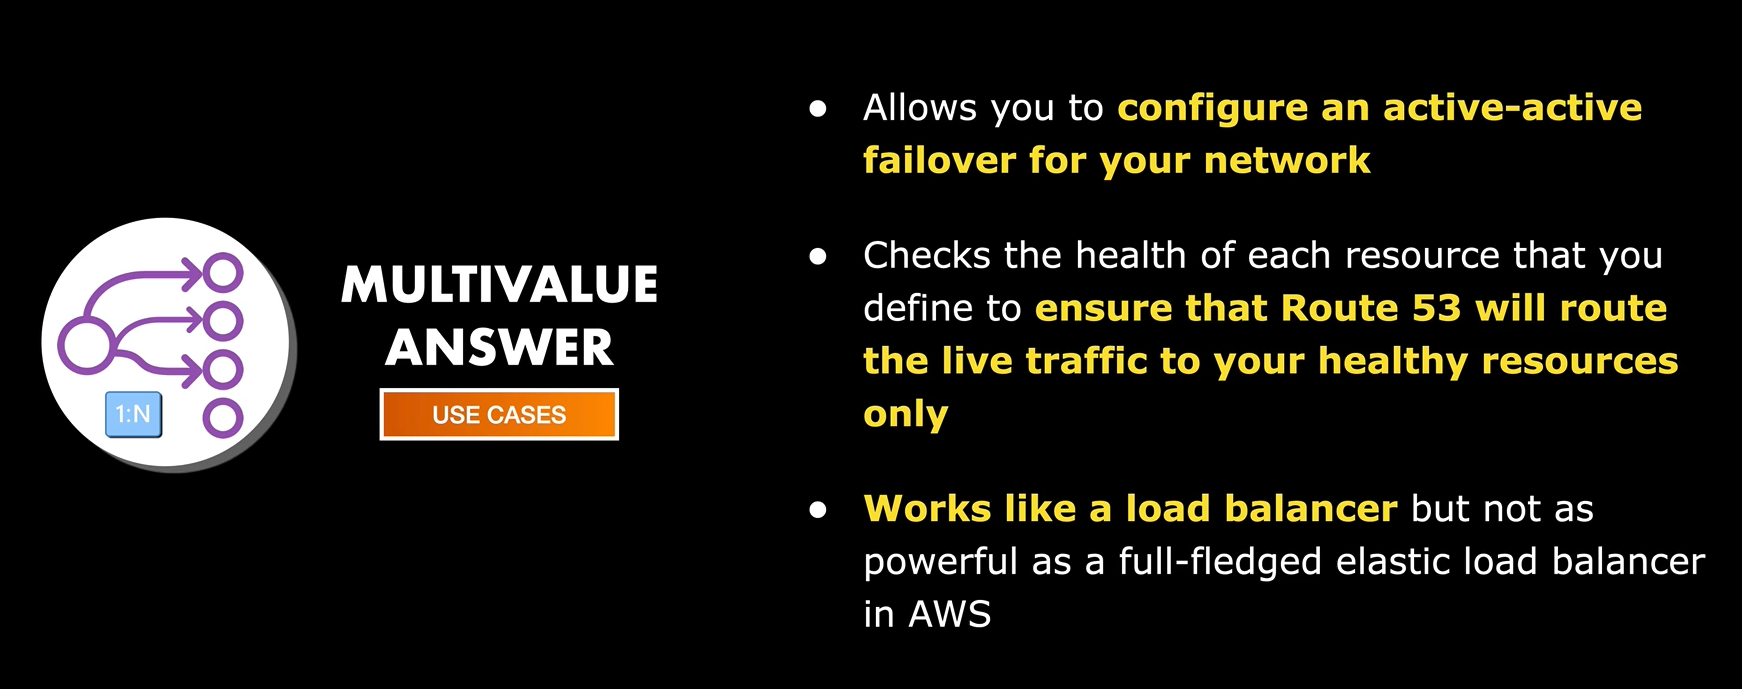 1:N
MULTIVALUE
ANSWER
USE CASES
● Allows you to configure an active-active
failover for your network
● Checks the health of each resource that you
define to ensure that Route 53 will route
the live traffic to your healthy resources
only
● Works like a load balancer but not as
powerful as a full-fledged elastic load balancer
in AWS